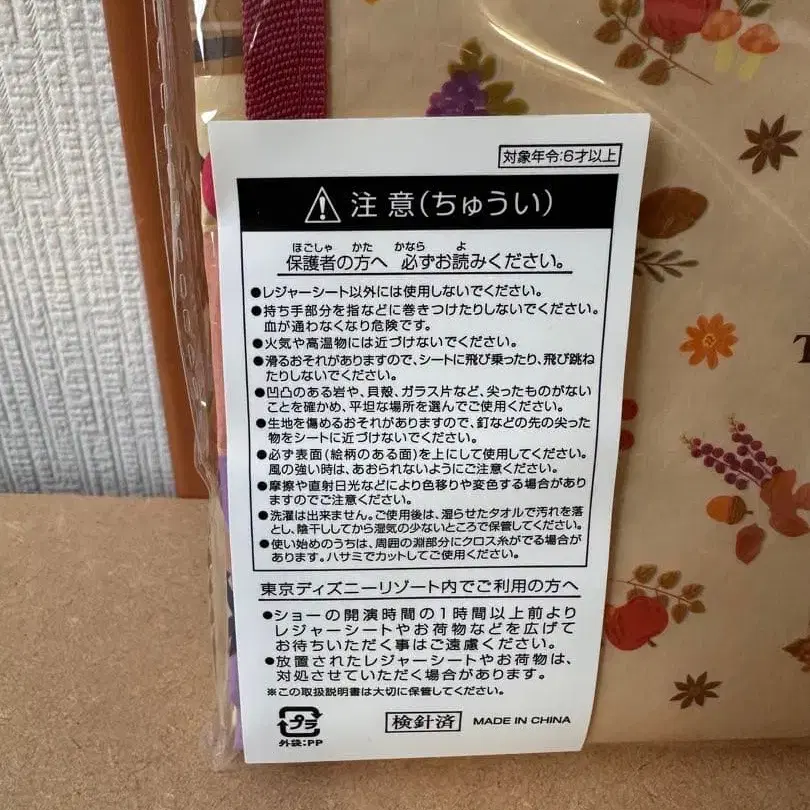 対象年令:6才以上
注意(ちゅうい)
ほごしゃ かた かなら よ
保護者の方へ 必ずお読みください。
●レジャーシート以外には使用しないでください。
●持ち手部分を指などに巻きつけたりしないでください。
血が通わなくなり危険です。
●火気や高温物には近づけないでください。
●滑るおそれがありますので、シートに飛び乗ったり、飛び跳ね
たりしないでください。
●凹凸のある岩や、貝殻、ガラス片など、尖ったものがない
ことを確かめ、平坦な場所を選んでご使用ください。
●生地を傷めるおそれがありますので、釘などの先の尖った
物をシートに近づけないでください。
●必ず表面(絵柄のある面)を上にして使用してください。
風の強い時は、あおられないようにご注意ください。
●摩擦や直射日光などにより色移りや変色する場合があり
ますのでご注意ください。
●洗濯は出来ません。ご使用後は、湿らせたタオルで汚れを落
とし、陰干ししてから湿気の少ないところで保管してください。
●使い始めのうちは、周囲の淵部分にクロス糸がでる場合が
あります。ハサミでカットしてご使用ください。
東京ディズニーリゾート内でご利用の方へ
●ショーの開演時間の1時間以上前より
レジャーシートやお荷物などを広げて
お待ちいただく事はご遠慮ください。
●放置されたレジャーシートやお荷物は、
対処させていただく場合があります。
※この取扱説明書は大切に保管してください。
プラ
外袋:PP
検針済
MADE IN CHINA
T